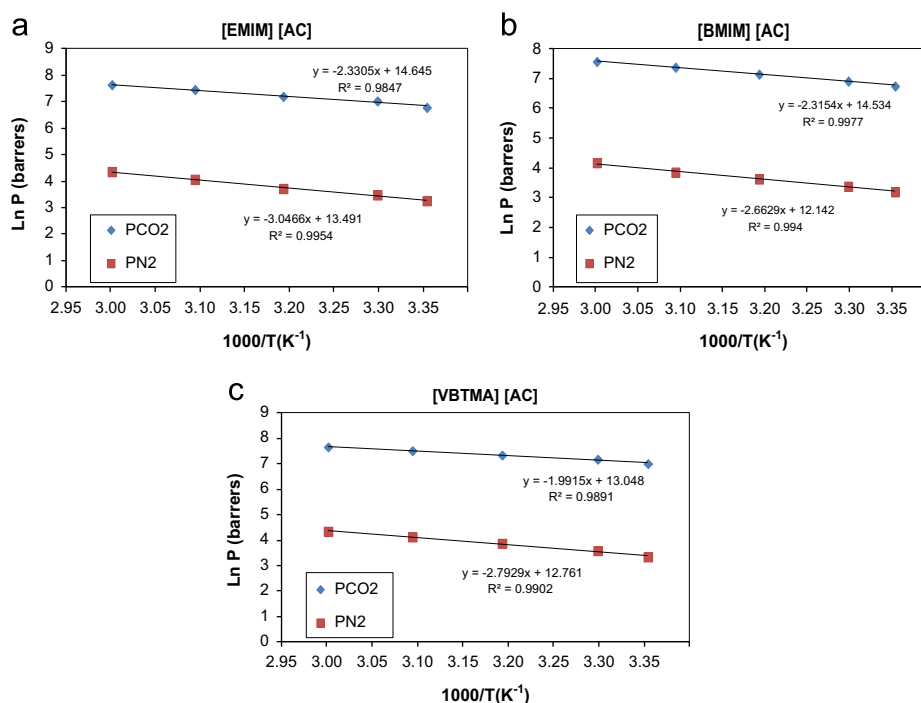 a
[EMIM] [AC]
9
8
7
6
5
4
3
2
1
0
Ln P (barrers)
y = -2.3305x + 14.645
R² = 0.9847
y = -3.0466x + 13.491
R² = 0.9954
PCO2
PN2
2.95 3.00 3.05 3.10 3.15 3.20 3.25 3.30 3.35
1000/T(K⁻¹)
b
[BMIM] [AC]
8
7
6
5
4
3
2
1
0
Ln P (barrers)
y = -2.3154x + 14.534
R² = 0.9977
y = -2.6629x + 12.142
R² = 0.994
PCO2
PN2
2.95 3.00 3.05 3.10 3.15 3.20 3.25 3.30 3.35
1000/T(K⁻¹)
c
[VBTMA] [AC]
9
8
7
6
5
4
3
2
1
0
Ln P (barrers)
y = -1.9915x + 13.048
R² = 0.9891
y = -2.7929x + 12.761
R² = 0.9902
PCO2
PN2
2.95 3.00 3.05 3.10 3.15 3.20 3.25 3.30 3.35
1000/T(K⁻¹)